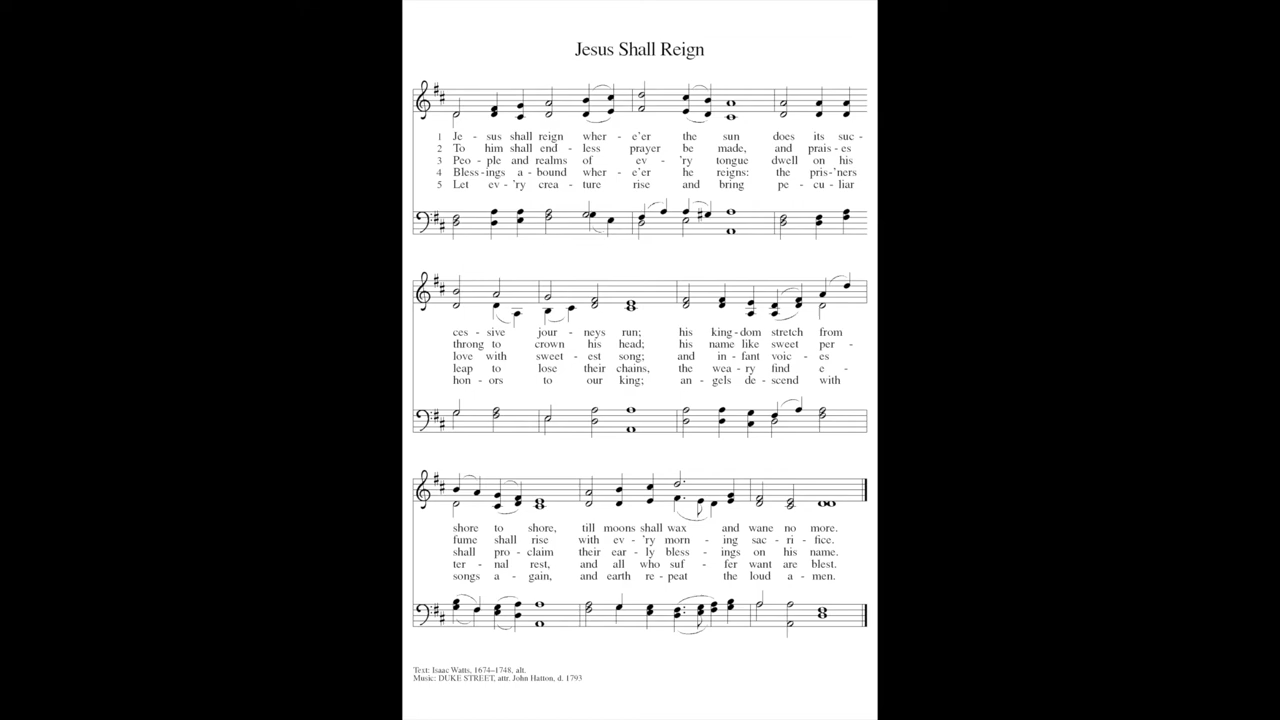 Jesus Shall Reign
1 Je - sus shall reign wher - e'er the sun does its suc -
2 To him shall end - less prayer be made, and prais - es
3 Peo - ple and realms of ev - 'ry tongue dwell on his
4 Bless - ings a - bound wher - e'er he reigns: the pris - 'ners
5 Let ev - 'ry crea - ture rise and bring pe - cu - liar
ces - sive jour - neys run; his king - dom stretch from
throng to crown his head; his name like sweet per -
love with sweet - est song; and in - fant voic - es
leap to lose their chains, the wea - ry find e -
hon - ors to our king; an - gels de - scend with
shore to shore, till moons shall wax and wane no more.
fume shall rise with ev - 'ry morn - ing sac - ri - fice.
shall pro - claim their ear - ly bless - ings on his name.
ter - nal rest, and all who suf - fer want are blest.
songs a - gain, and earth re - peat the loud a - men.
Text: Isaac Watts, 1674–1748, alt.
Music: DUKE STREET, attr. John Hatton, d. 1793